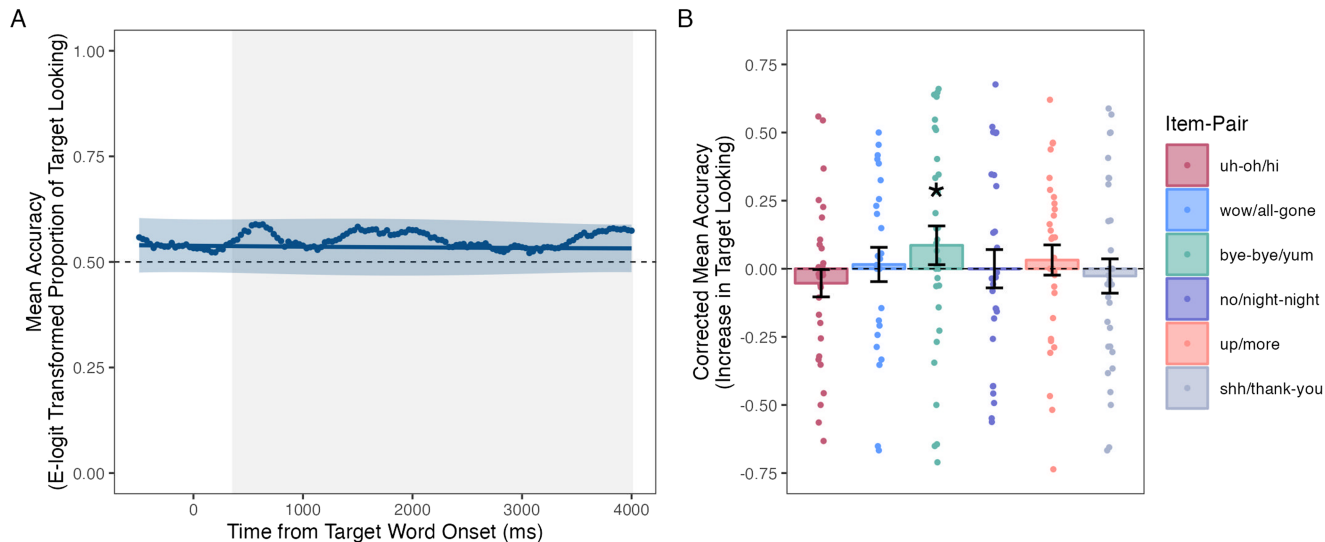 A
Mean Accuracy
(E-logit Transformed Proportion of Target Looking)
1.00
0.75
0.50
0.25
0.00
0
1000
2000
3000
4000
Time from Target Word Onset (ms)
B
Corrected Mean Accuracy
(Increase in Target Looking)
0.75
0.50
0.25
0.00
-0.25
-0.50
-0.75
*
Item-Pair
uh-oh/hi
wow/all-gone
bye-bye/yum
no/night-night
up/more
shh/thank-you